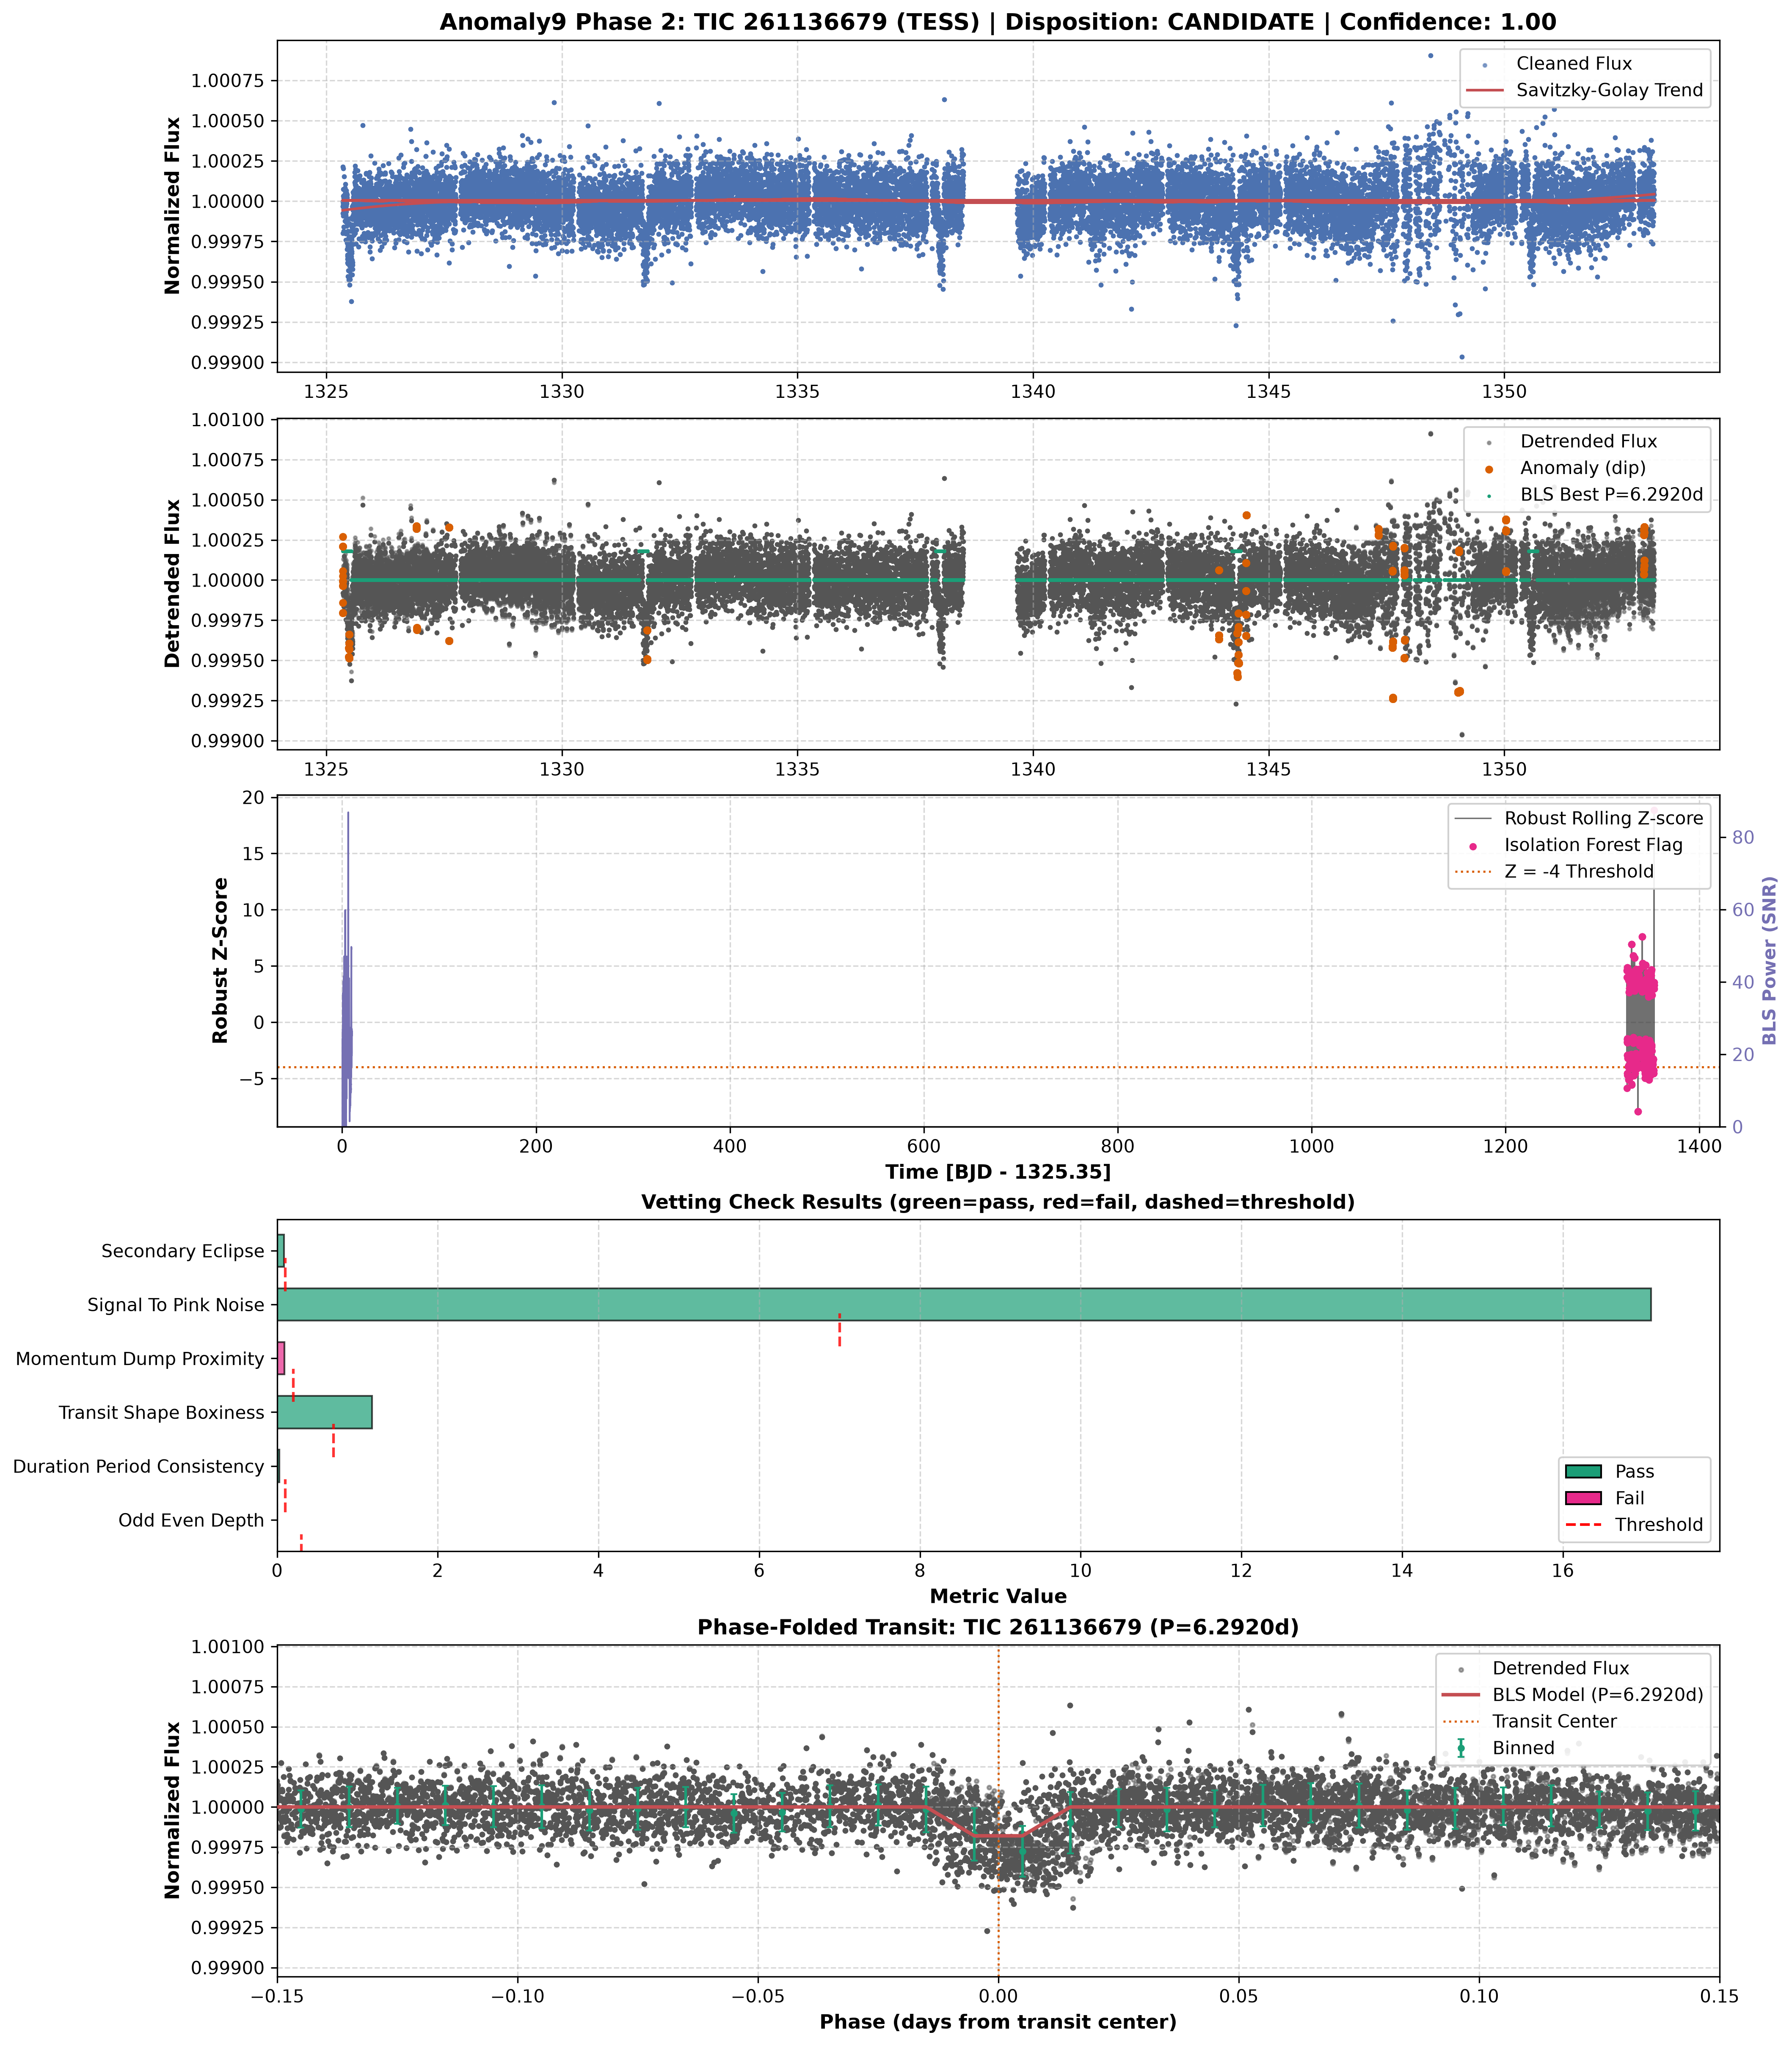 Anomaly9 Phase 2: TIC 261136679 (TESS) | Disposition: CANDIDATE | Confidence: 1.00
Normalized Flux
1.00075
1.00050
1.00025
1.00000
0.99975
0.99950
0.99925
0.99900
Cleaned Flux
Savitzky-Golay Trend
1325 1330 1335 1340 1345 1350
Detrended Flux
1.00100
1.00075
1.00050
1.00025
1.00000
0.99975
0.99950
0.99925
0.99900
Detrended Flux
Anomaly (dip)
BLS Best P=6.2920d
1325 1330 1335 1340 1345 1350
Robust Z-Score
20
15
10
5
0
−5
Robust Rolling Z-score
Isolation Forest Flag
Z = -4 Threshold
80
60
40
20
0
BLS Power (SNR)
0 200 400 600 800 1000 1200 1400
Time [BJD - 1325.35]
Vetting Check Results (green=pass, red=fail, dashed=threshold)
Secondary Eclipse
Signal To Pink Noise
Momentum Dump Proximity
Transit Shape Boxiness
Duration Period Consistency
Odd Even Depth
Pass
Fail
Threshold
0 2 4 6 8 10 12 14 16
Metric Value
Phase-Folded Transit: TIC 261136679 (P=6.2920d)
Normalized Flux
1.00100
1.00075
1.00050
1.00025
1.00000
0.99975
0.99950
0.99925
0.99900
Detrended Flux
BLS Model (P=6.2920d)
Transit Center
Binned
−0.15 −0.10 −0.05 0.00 0.05 0.10 0.15
Phase (days from transit center)